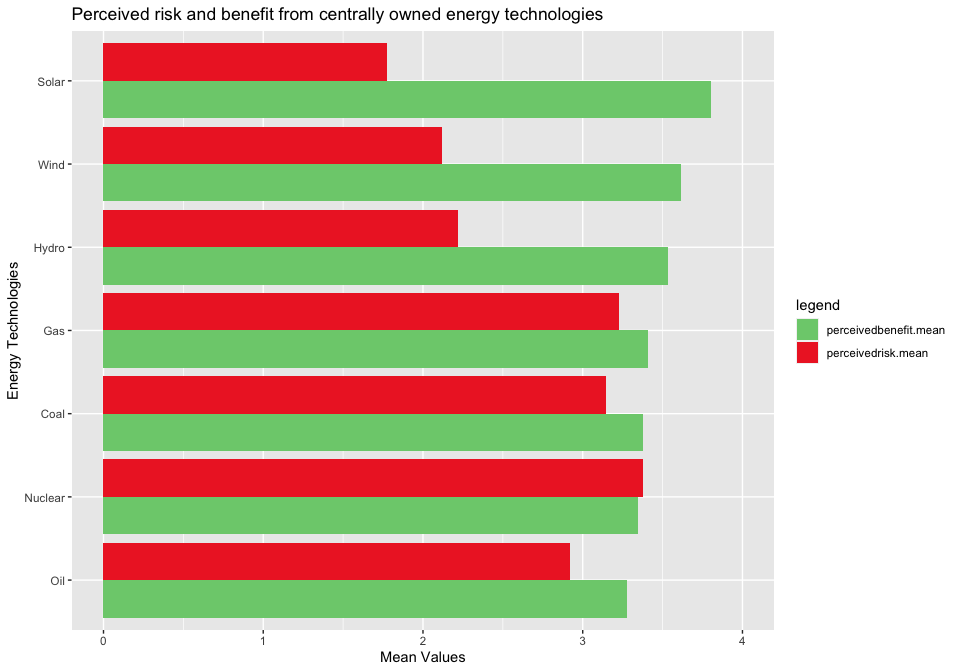 Perceived risk and benefit from centrally owned energy technologies
Energy Technologies
Solar
Wind
Hydro
Gas
Coal
Nuclear
Oil
0 1 2 3 4
Mean Values
legend
perceivedbenefit.mean
perceivedrisk.mean